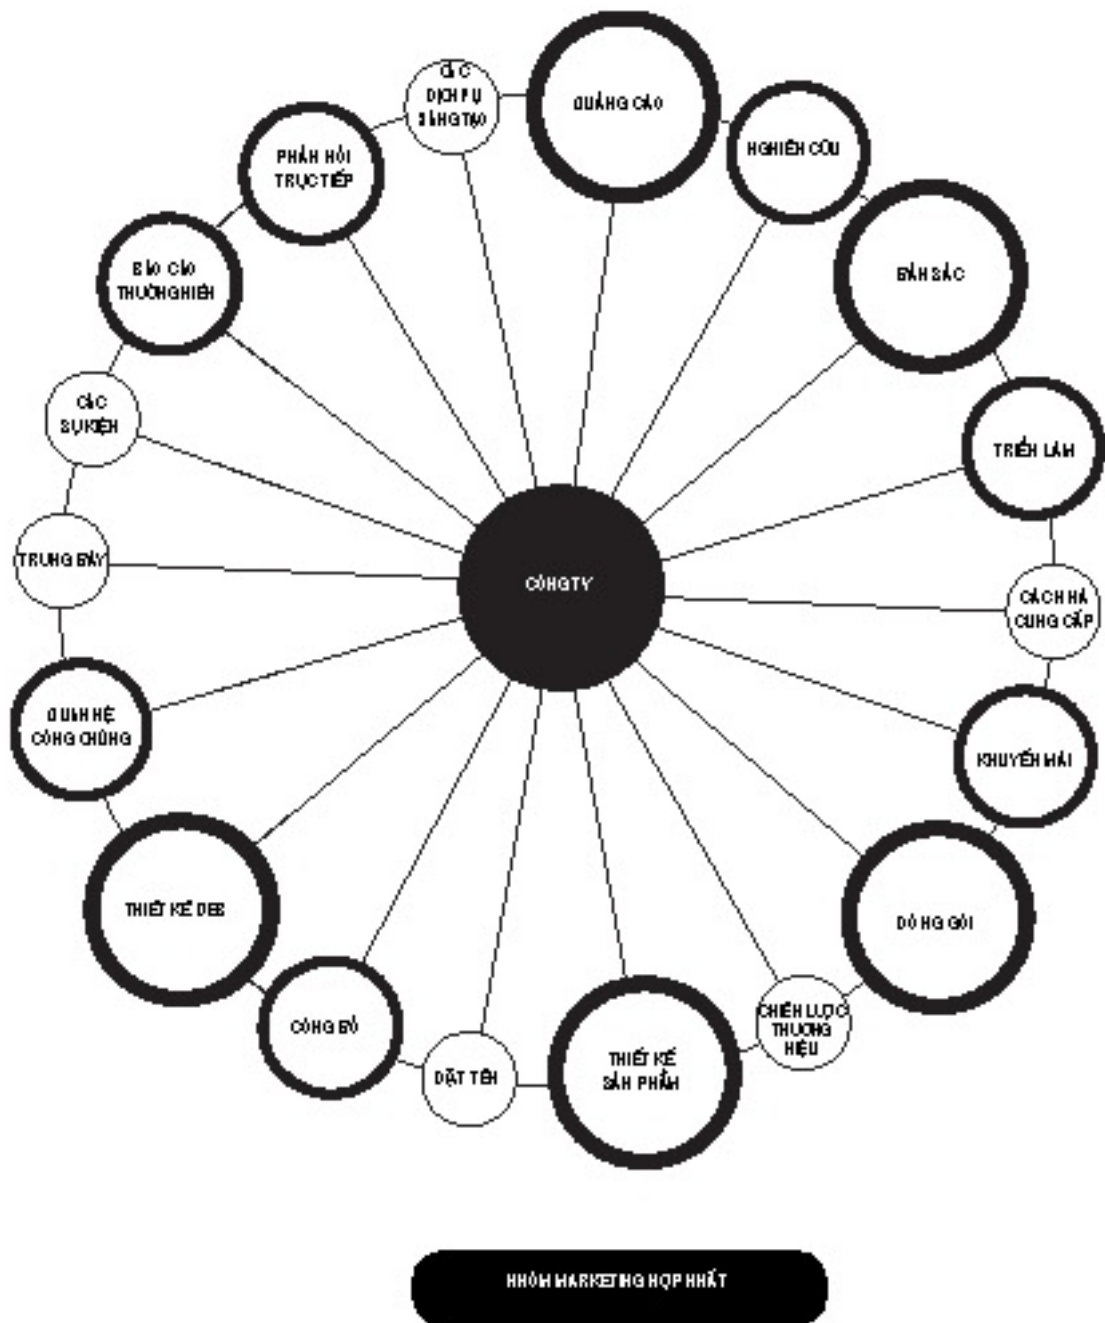 CÁC
DỊCH VỤ
SÁNG TẠO
QUẢNG CÁO
NGHIÊN CỨU
BẢN SẮC
TRIỂN LÃM
CÁCH NHÀ
CUNG CẤP
KHUYẾN MÃI
ĐÓNG GÓI
CHIẾN LƯỢC
THƯƠNG
HIỆU
THIẾT KẾ
SẢN PHẨM
ĐẶT TÊN
CÔNG BỐ
THIẾT KẾ DEB
QUAN HỆ
CÔNG CHÚNG
TRƯNG BÀY
CÁC
SỰ KIỆN
BÁO CÁO
THƯỜNG NIÊN
PHẢN HỒI
TRỰC TIẾP
CÔNG TY
NHÓM MARKETING HỢP NHẤT